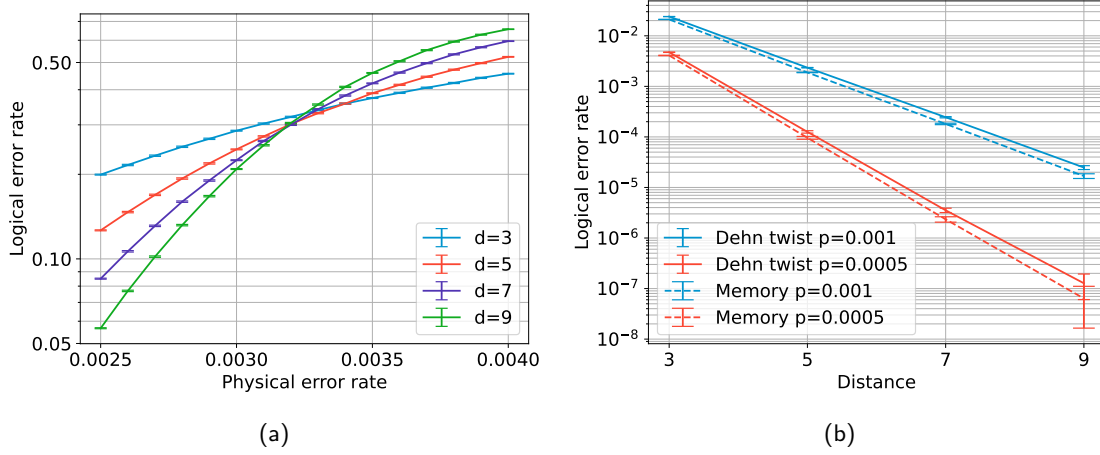 Logical error rate
0.50
0.10
0.05
0.0025
0.0030
0.0035
0.0040
Physical error rate
d=3
d=5
d=7
d=9
(a)
Logical error rate
10⁻²
10⁻³
10⁻⁴
10⁻⁵
10⁻⁶
10⁻⁷
10⁻⁸
3
5
7
9
Distance
Dehn twist p=0.001
Dehn twist p=0.0005
Memory p=0.001
Memory p=0.0005
(b)